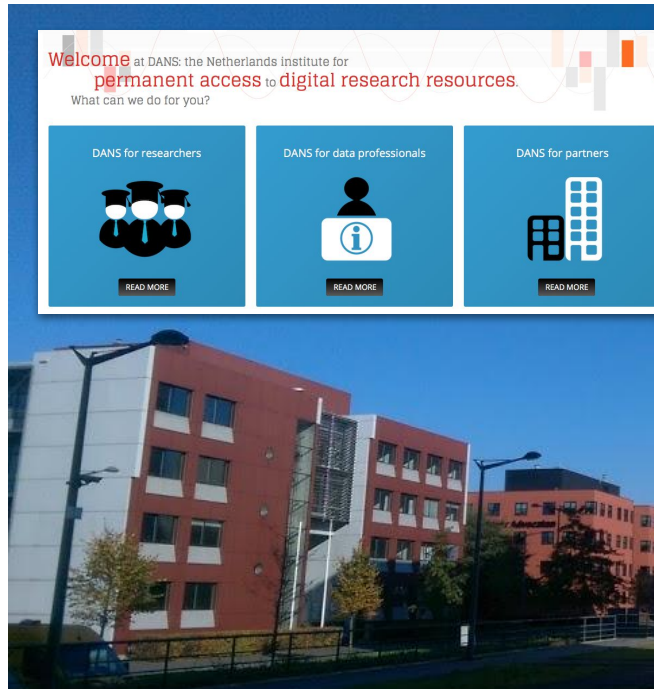 Welcome at DANS: the Netherlands institute for
permanent access to digital research resources.
What can we do for you?
DANS for researchers
DANS for data professionals
DANS for partners
i
READ MORE
READ MORE
READ MORE
Advocaten